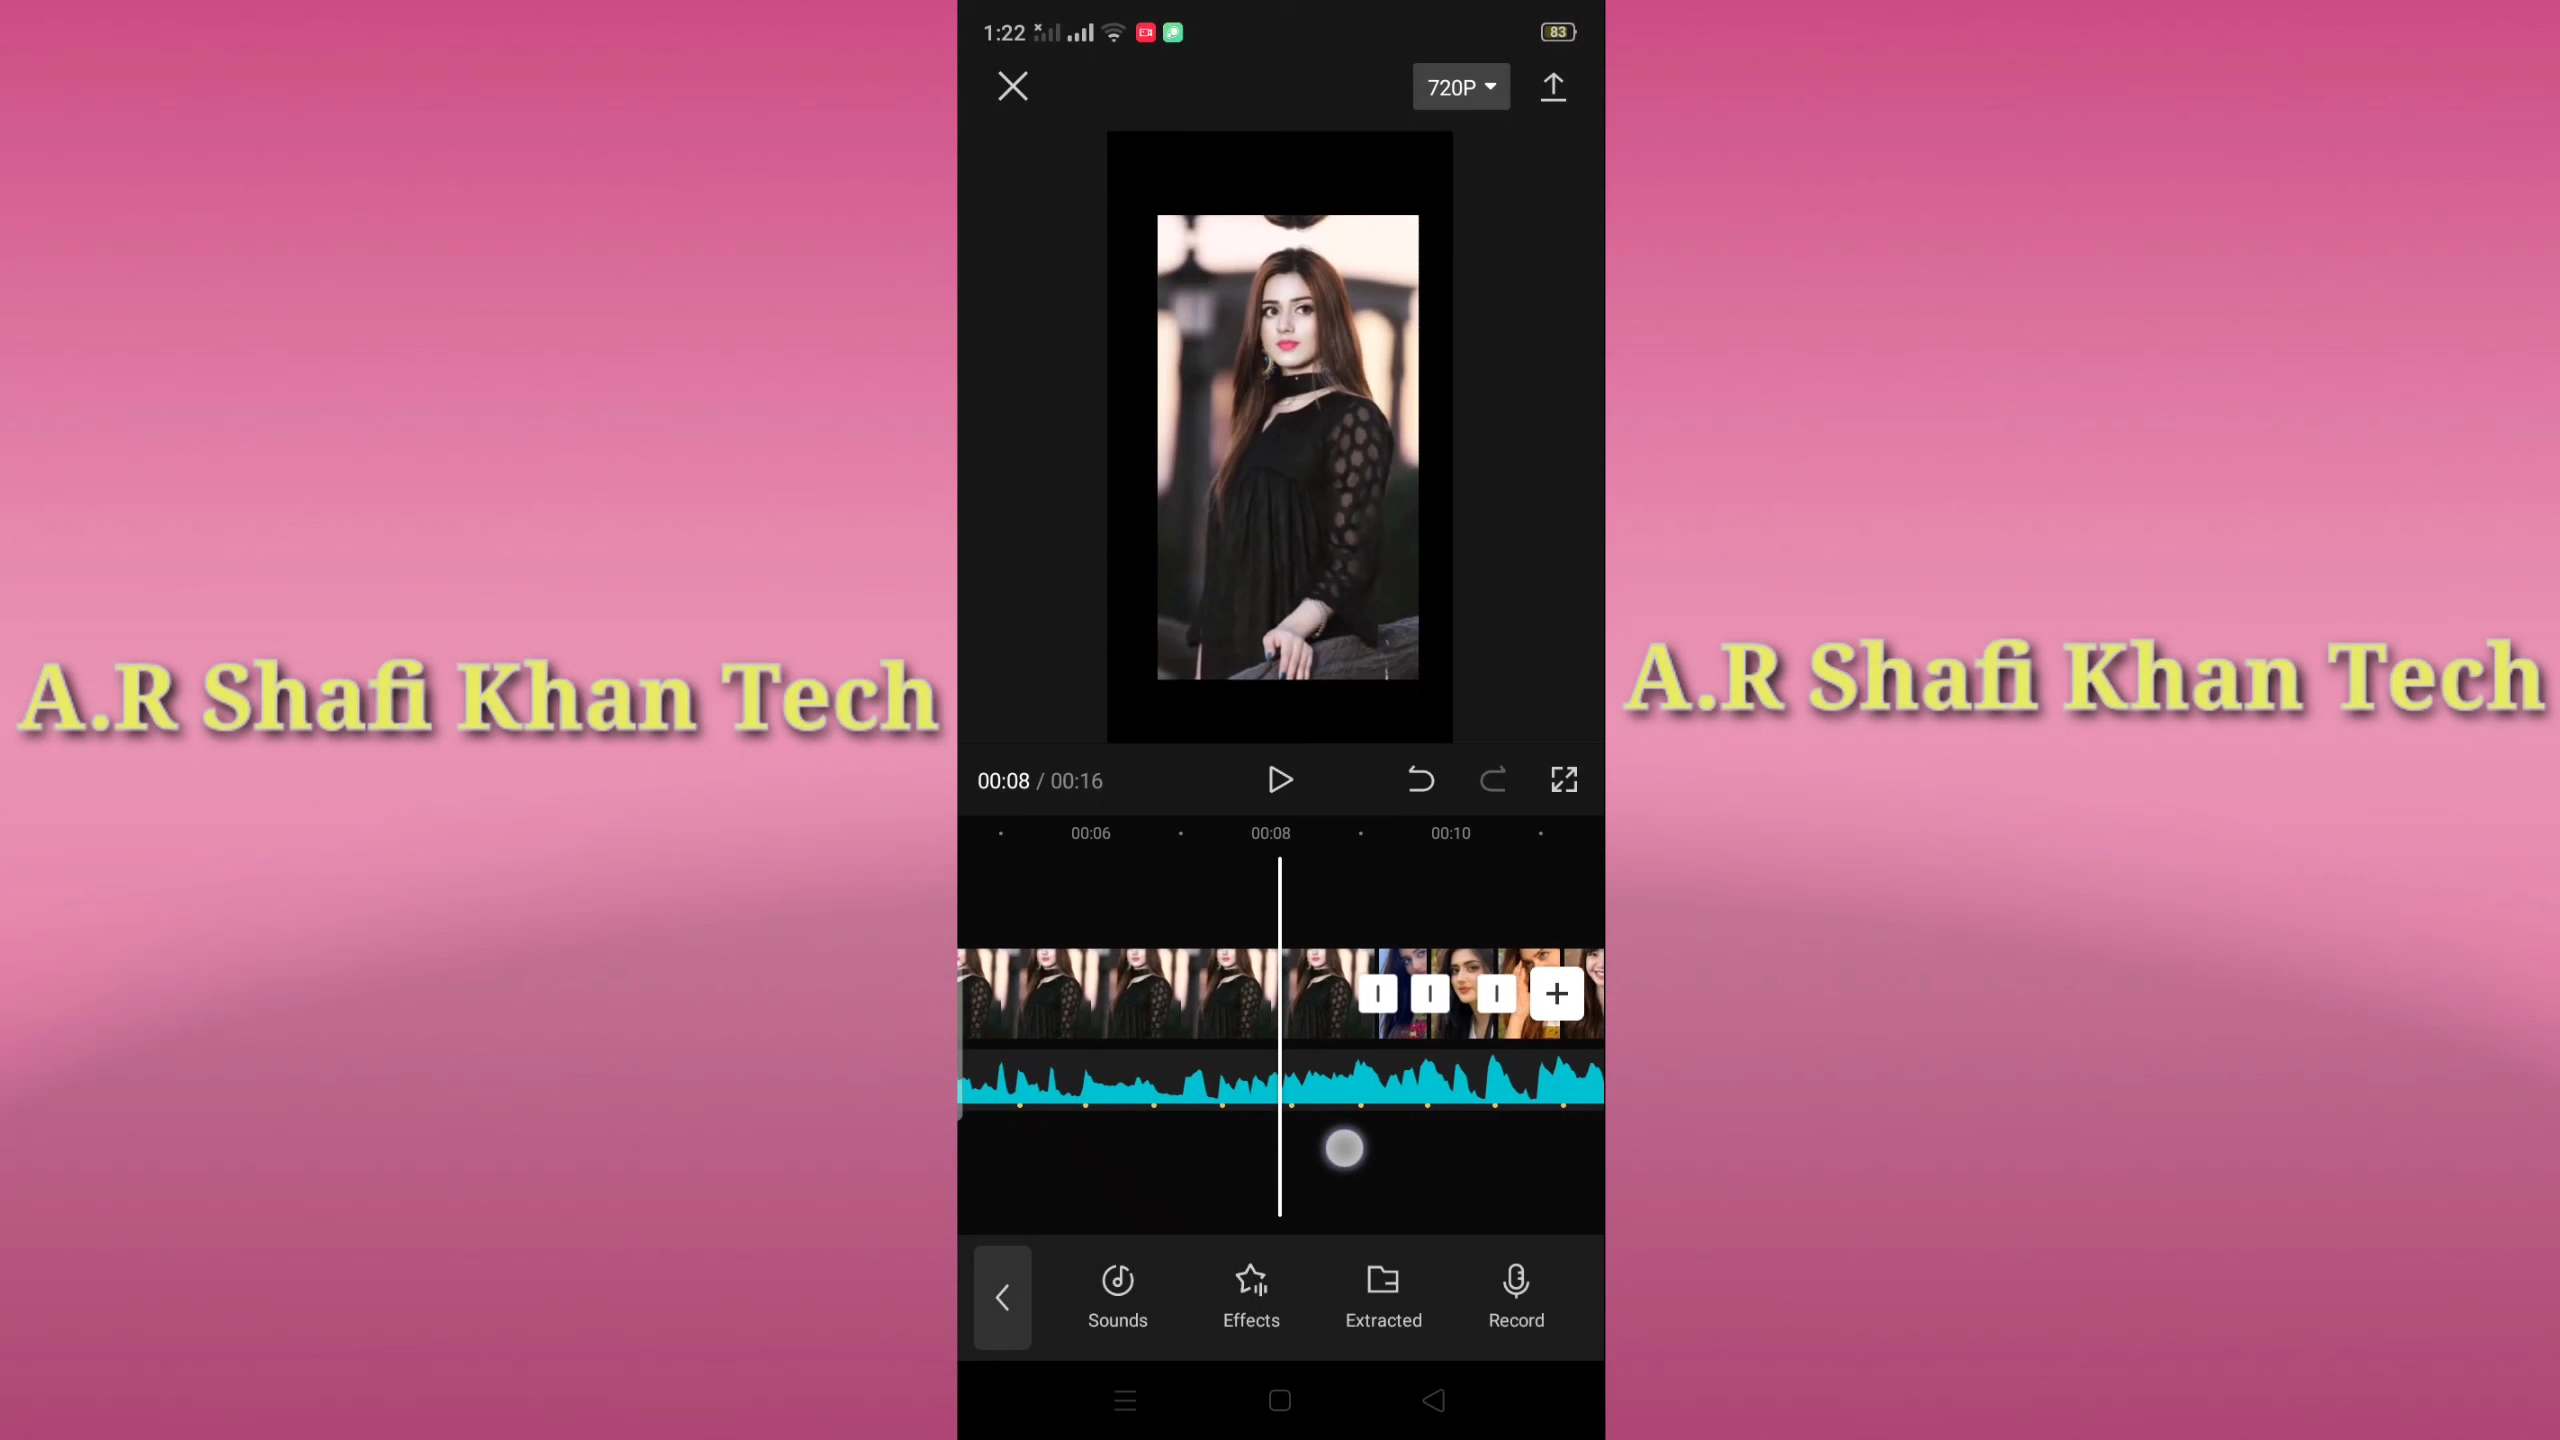 1:22
83
720P
A.R Shafi Khan Tech
A.R Shafi Khan Tech
00:08 / 00:16
00:06 00:08 00:10
Sounds Effects Extracted Record